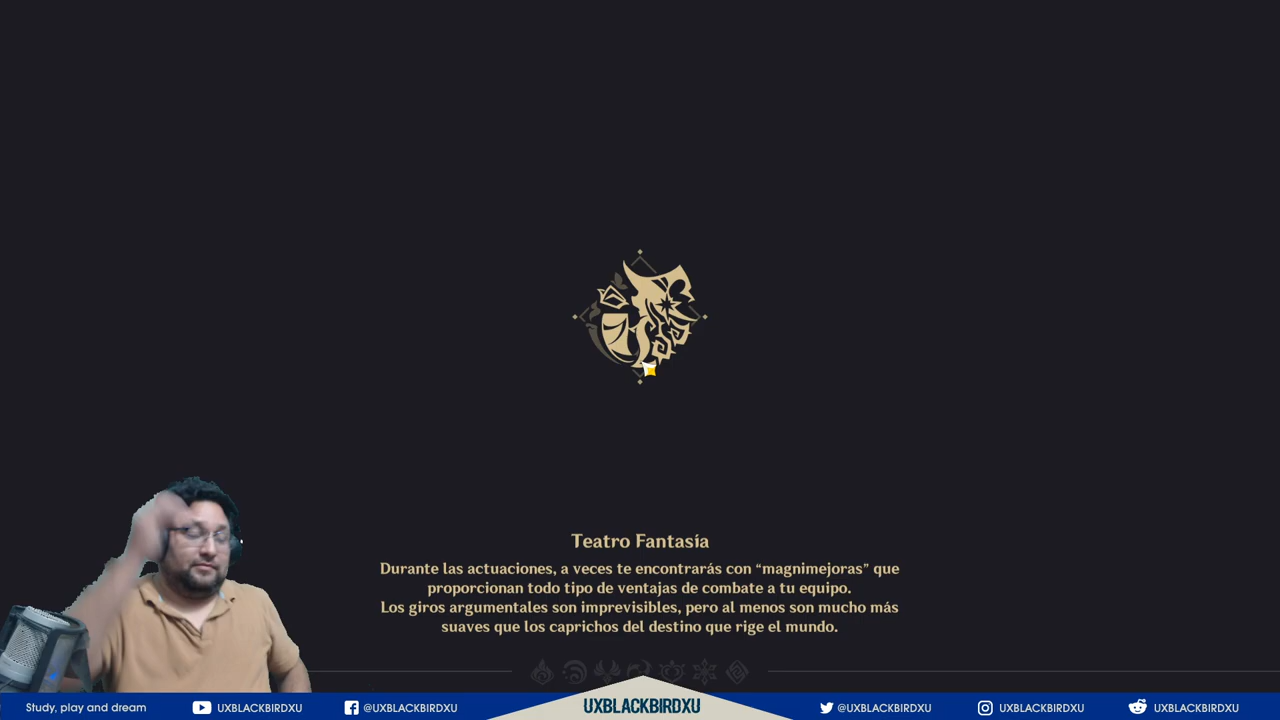 Teatro Fantasía
Durante las actuaciones, a veces te encontrarás con “magnimejoras” que
proporcionan todo tipo de ventajas de combate a tu equipo.
Los giros argumentales son imprevisibles, pero al menos son mucho más
suaves que los caprichos del destino que rige el mundo.
Study, play and dream
UXBLACKBIRDXU
@UXBLACKBIRDXU
UXBLACKBIRDXU
@UXBLACKBIRDXU
UXBLACKBIRDXU
UXBLACKBIRDXU